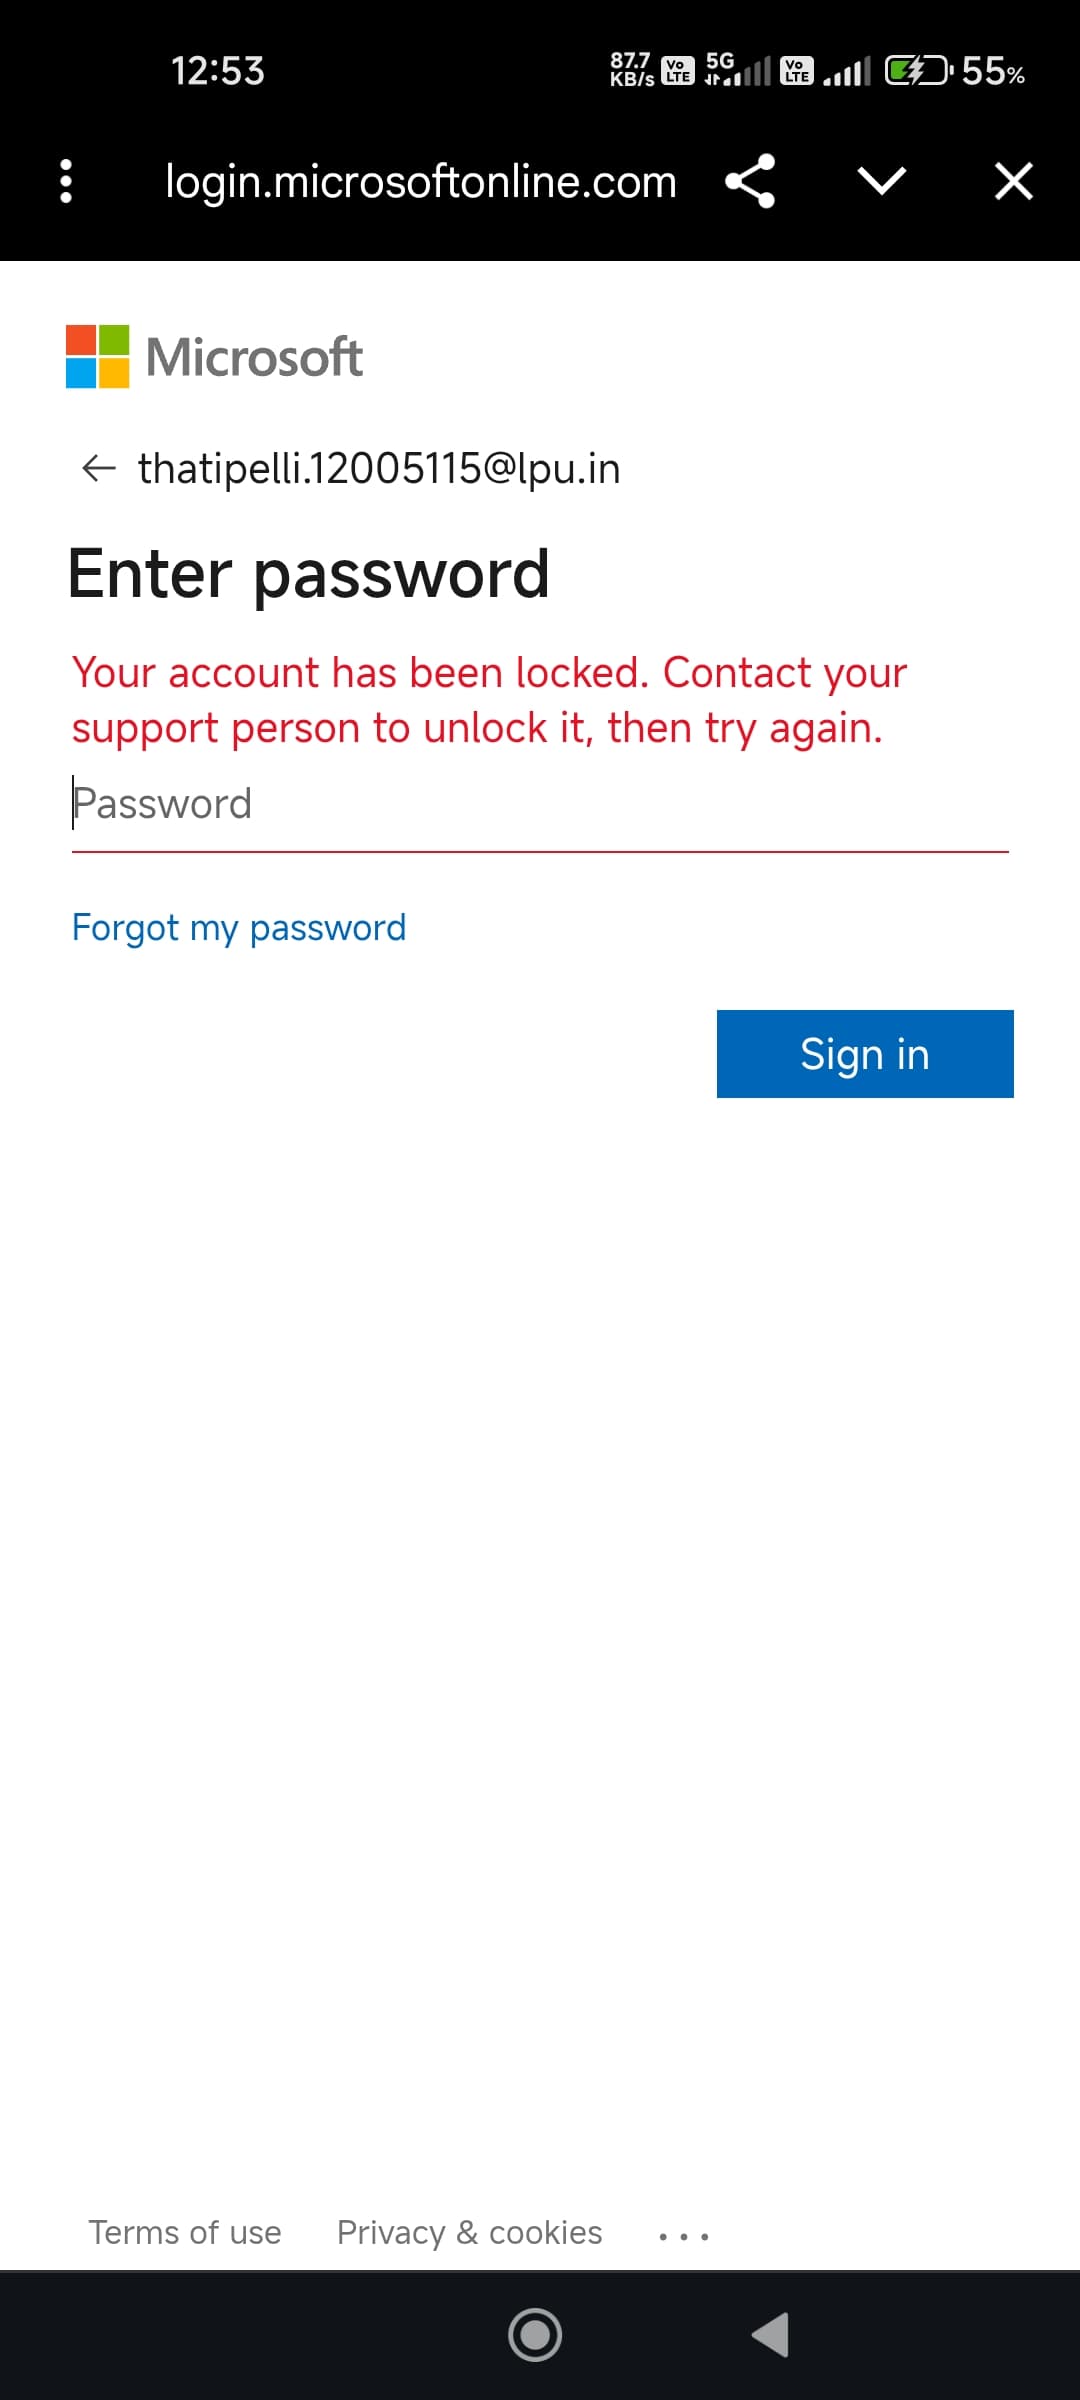 12:53
87.7 KB/s Vo LTE 5G Vo LTE 55%
login.microsoftonline.com
Microsoft
thatipelli.12005115@lpu.in
Enter password
Your account has been locked. Contact your
support person to unlock it, then try again.
Password
Forgot my password
Sign in
Terms of use Privacy & cookies ...